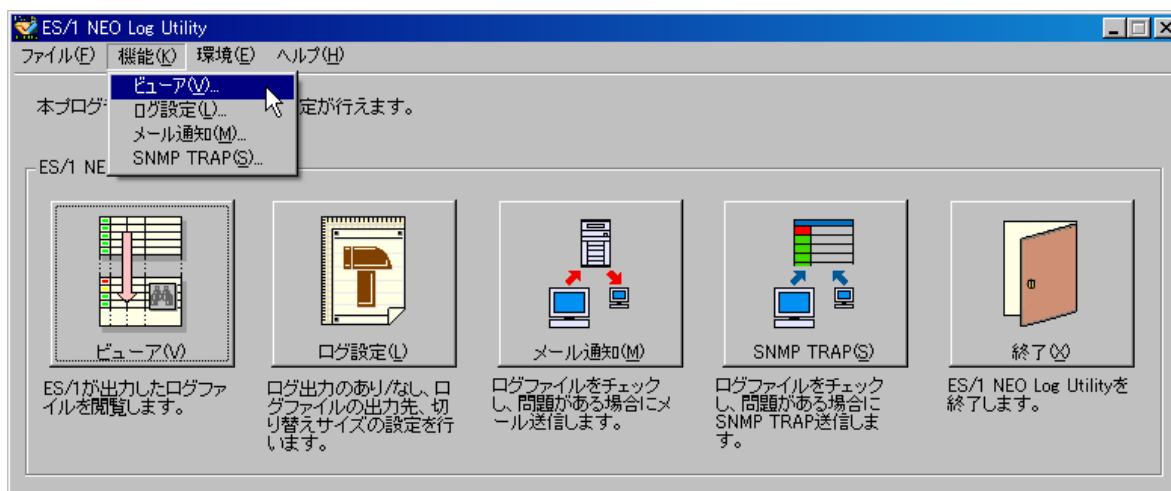 ES/1 NEO Log Utility
ファイル(F) 機能(K) 環境(E) ヘルプ(H)
ビューア(V)...
ログ設定(L)...
メール通知(M)...
SNMP TRAP(S)...
本プログ
定が行えます。
ES/1 NE
ビューア(V)
ログ設定(L)
メール通知(M)
SNMP TRAP(S)
終了(X)
ES/1が出力したログファ
イルを閲覧します。
ログ出力のあり/なし、ロ
グファイルの出力先、切
り替えサイズの設定を行
います。
ログファイルをチェック
し、問題がある場合にメ
ール送信します。
ログファイルをチェック
し、問題がある場合に
SNMP TRAP送信しま
す。
ES/1 NEO Log Utilityを
終了します。